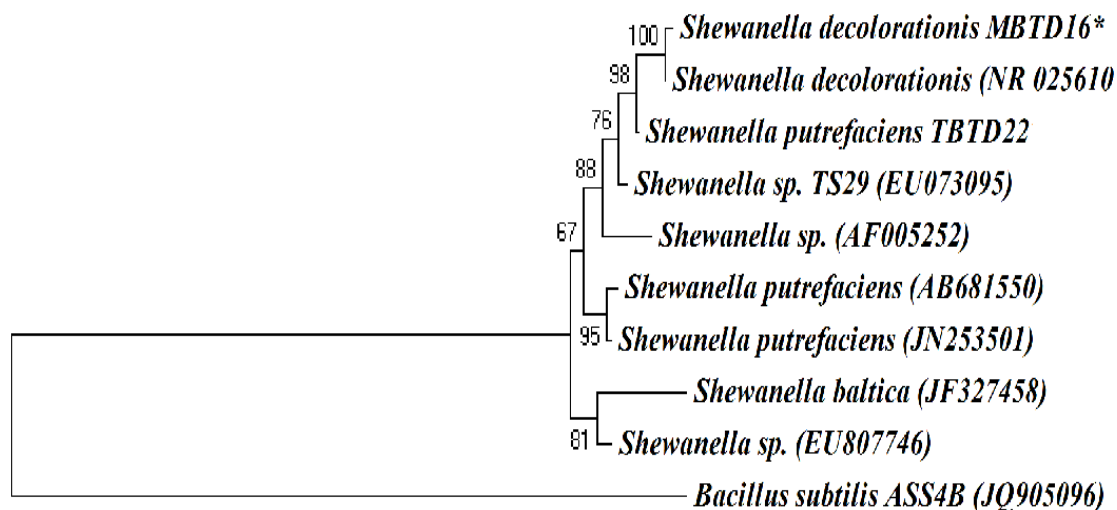 100
Shewanella decolorationis MBTD16*
98
Shewanella decolorationis (NR 025610
76
Shewanella putrefaciens TBTD22
88
Shewanella sp. TS29 (EU073095)
67
Shewanella sp. (AF005252)
Shewanella putrefaciens (AB681550)
95
Shewanella putrefaciens (JN253501)
Shewanella baltica (JF327458)
81
Shewanella sp. (EU807746)
Bacillus subtilis ASS4B (JQ905096)